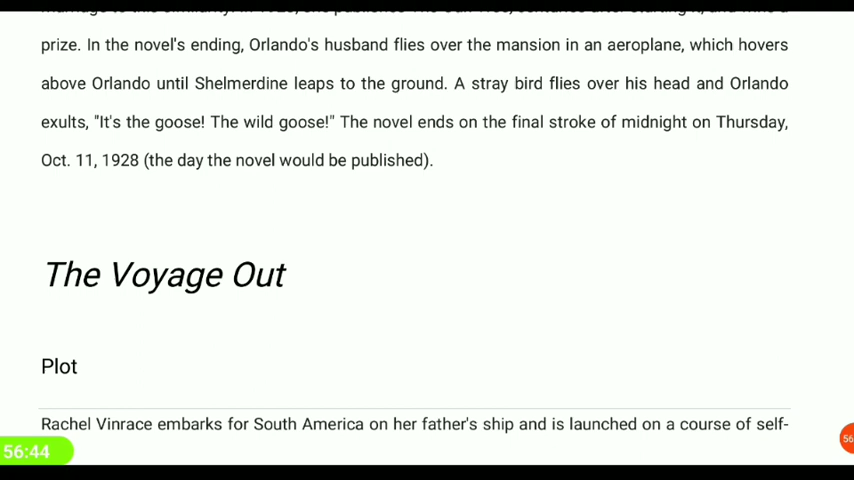 prize. In the novel's ending, Orlando's husband flies over the mansion in an aeroplane, which hovers
above Orlando until Shelmerdine leaps to the ground. A stray bird flies over his head and Orlando
exults, "It's the goose! The wild goose!" The novel ends on the final stroke of midnight on Thursday,
Oct. 11, 1928 (the day the novel would be published).
The Voyage Out
Plot
Rachel Vinrace embarks for South America on her father's ship and is launched on a course of self-
56:44
56